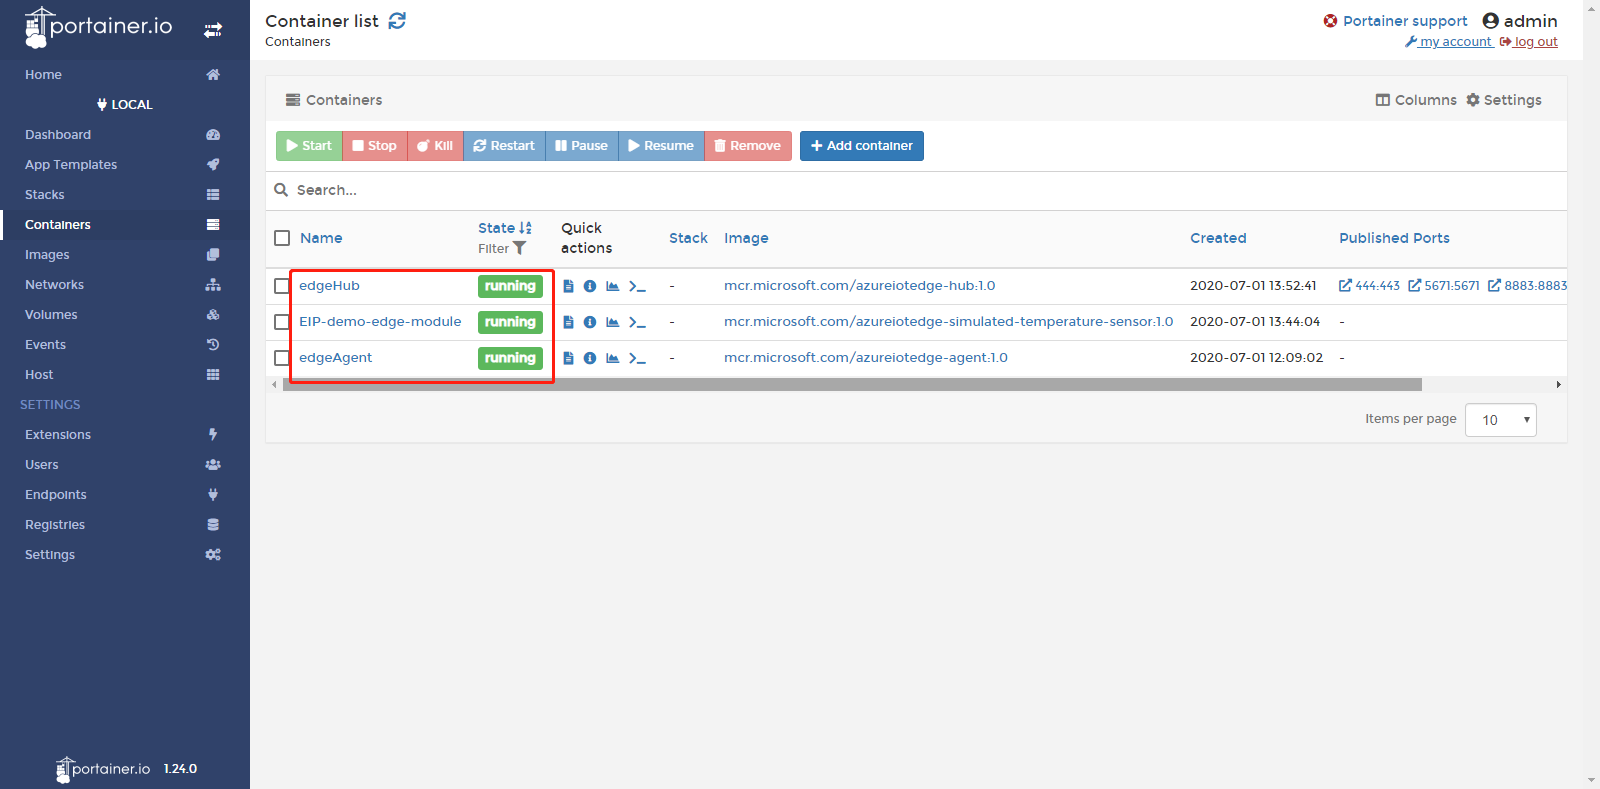 portainer.io
Home
LOCAL
Dashboard
App Templates
Stacks
Containers
Images
Networks
Volumes
Events
Host
SETTINGS
Extensions
Users
Endpoints
Registries
Settings
portainer.io 1.24.0
Container list
Containers
Portainer support admin
my account log out
Containers
Columns Settings
Start Stop Kill Restart Pause Resume Remove Add container
Search...
Name State Filter Quick actions Stack Image Created Published Ports
edgeHub running - mcr.microsoft.com/azureiotedge-hub:1.0 2020-07-01 13:52:41 444:443 5671:5671 8883:8883
EIP-demo-edge-module running - mcr.microsoft.com/azureiotedge-simulated-temperature-sensor:1.0 2020-07-01 13:44:04 -
edgeAgent running - mcr.microsoft.com/azureiotedge-agent:1.0 2020-07-01 12:09:02 -
Items per page 10